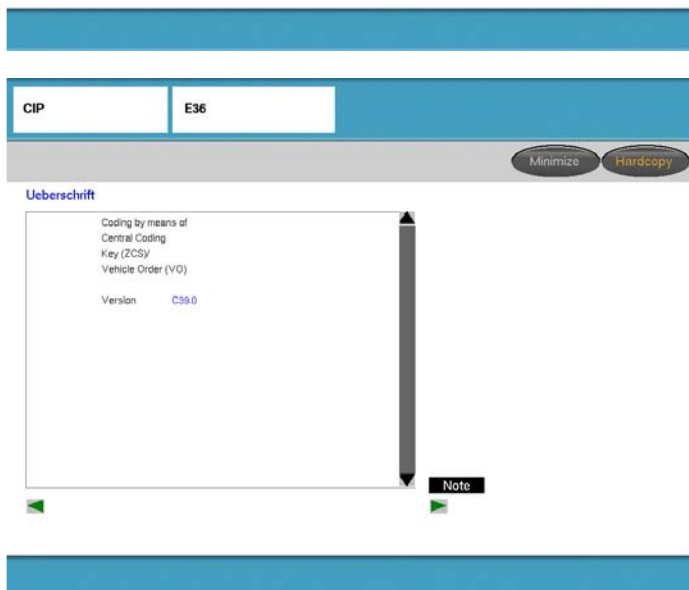 CIP
E36
Minimize
Hardcopy
Ueberschrift
Coding by means of
Central Coding
Key (ZCS)/
Vehicle Order (VO)
Version C39.0
Note